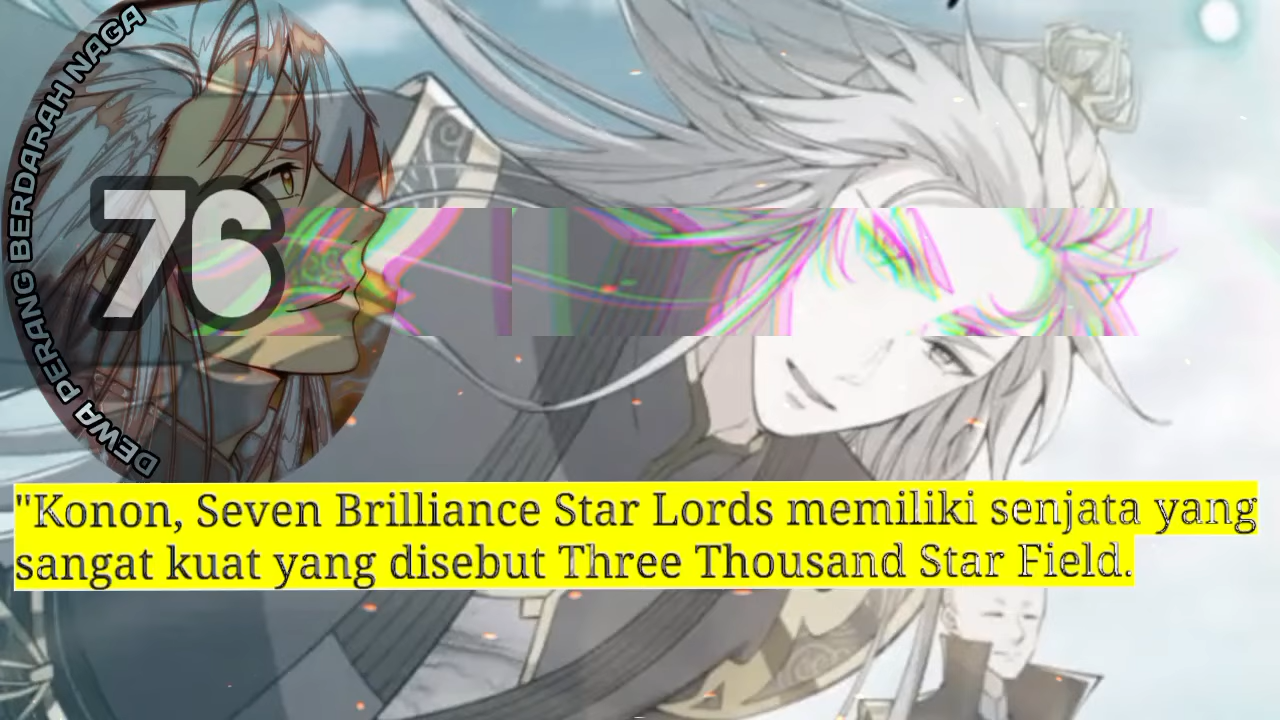 DEWA PERANG BERDARAH NAGA
76
"Konon, Seven Brilliance Star Lords memiliki senjata yang
sangat kuat yang disebut Three Thousand Star Field.